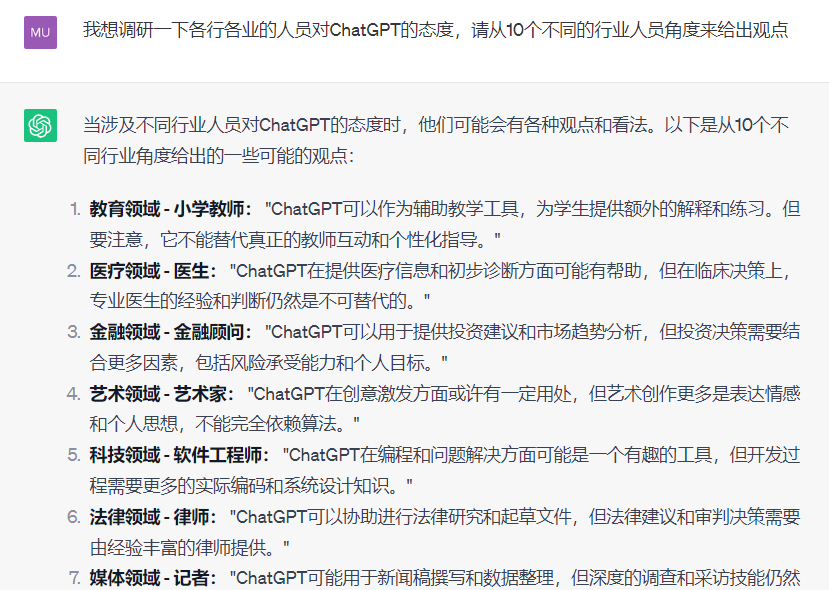 MU
我想调研一下各行各业的人员对ChatGPT的态度，请从10个不同的行业人员角度来给出观点
当涉及不同行业人员对ChatGPT的态度时，他们可能会有各种观点和看法。以下是从10个不
同行业角度给出的一些可能的观点：
1. 教育领域 - 小学教师： "ChatGPT可以作为辅助教学工具，为学生提供额外的解释和练习。但
要注意，它不能替代真正的教师互动和个性化指导。"
2. 医疗领域 - 医生： "ChatGPT在提供医疗信息和初步诊断方面可能有帮助，但在临床决策上，
专业医生的经验和判断仍然是不可替代的。"
3. 金融领域 - 金融顾问： "ChatGPT可以用于提供投资建议和市场趋势分析，但投资决策需要结
合更多因素，包括风险承受能力和个人目标。"
4. 艺术领域 - 艺术家： "ChatGPT在创意激发方面或许有一定用处，但艺术创作更多是表达情感
和个人思想，不能完全依赖算法。"
5. 科技领域 - 软件工程师： "ChatGPT在编程和问题解决方面可能是一个有趣的工具，但开发过
程需要更多的实际编码和系统设计知识。"
6. 法律领域 - 律师： "ChatGPT可以协助进行法律研究和起草文件，但法律建议和审判决策需要
由经验丰富的律师提供。"
7. 媒体领域 - 记者： "ChatGPT可能用于新闻稿撰写和数据整理，但深度的调查和采访技能仍然